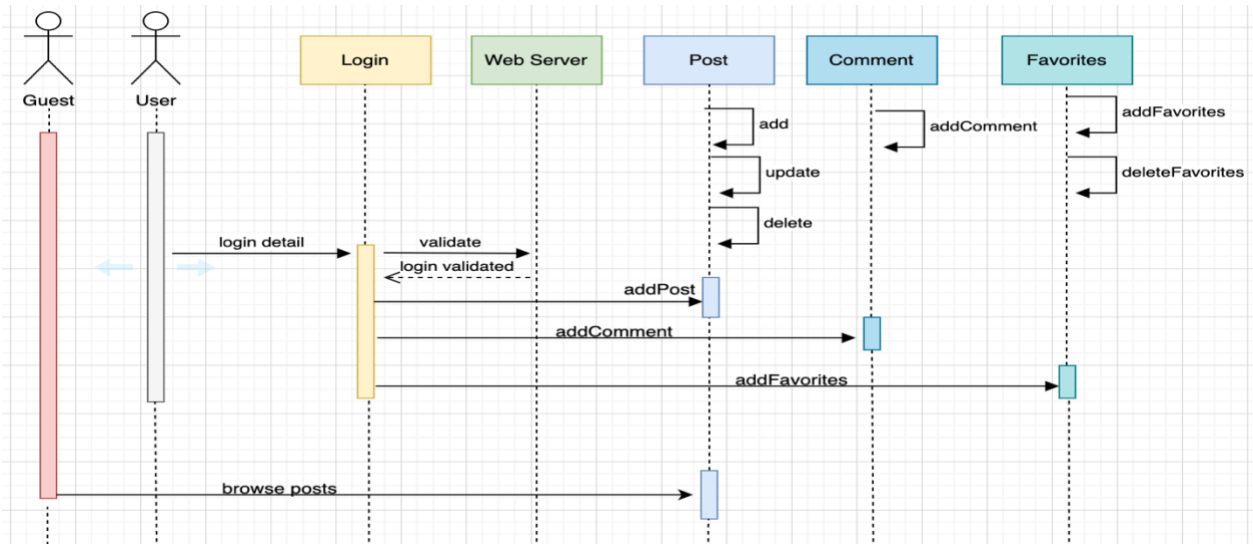 Guest
User
Login
Web Server
Post
Comment
Favorites
add
update
delete
addComment
addFavorites
deleteFavorites
login detail
validate
login validated
addPost
addComment
addFavorites
browse posts